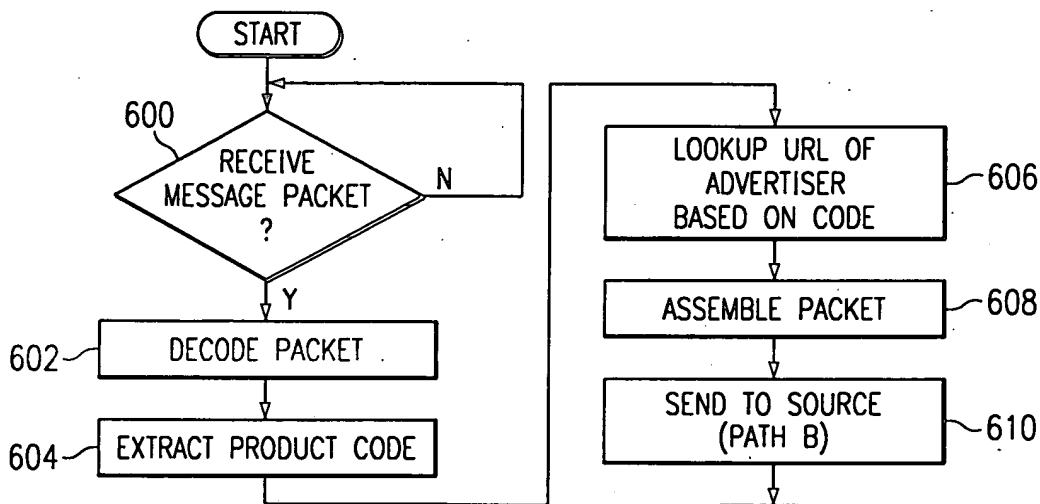 START
600
RECEIVE
MESSAGE PACKET
?
N
Y
602
DECODE PACKET
604
EXTRACT PRODUCT CODE
LOOKUP URL OF
ADVERTISER
BASED ON CODE
606
ASSEMBLE PACKET
608
SEND TO SOURCE
(PATH B)
610